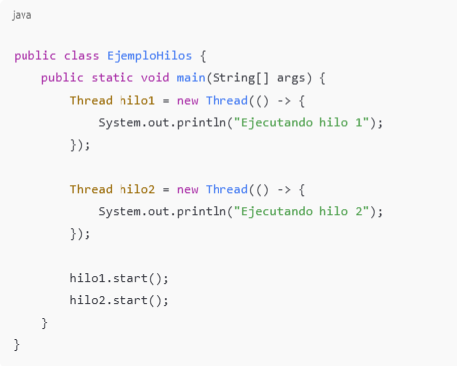 java
public class EjemploHilos {
    public static void main(String[] args) {
        Thread hilo1 = new Thread(() -> {
            System.out.println("Ejecutando hilo 1");
        });

        Thread hilo2 = new Thread(() -> {
            System.out.println("Ejecutando hilo 2");
        });

        hilo1.start();
        hilo2.start();
    }
}